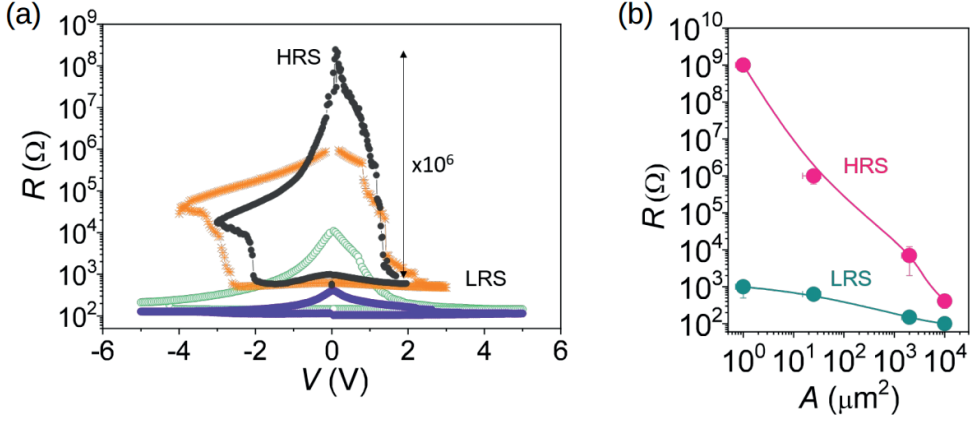 (a)
R (Ω)
10⁹
10⁸
10⁷
10⁶
10⁵
10⁴
10³
10²
HRS
x10⁶
LRS
-6 -4 -2 0 2 4 6
V (V)
(b)
R (Ω)
10¹⁰
10⁹
10⁸
10⁷
10⁶
10⁵
10⁴
10³
10²
HRS
LRS
10⁰ 10¹ 10² 10³ 10⁴
A (μm²)